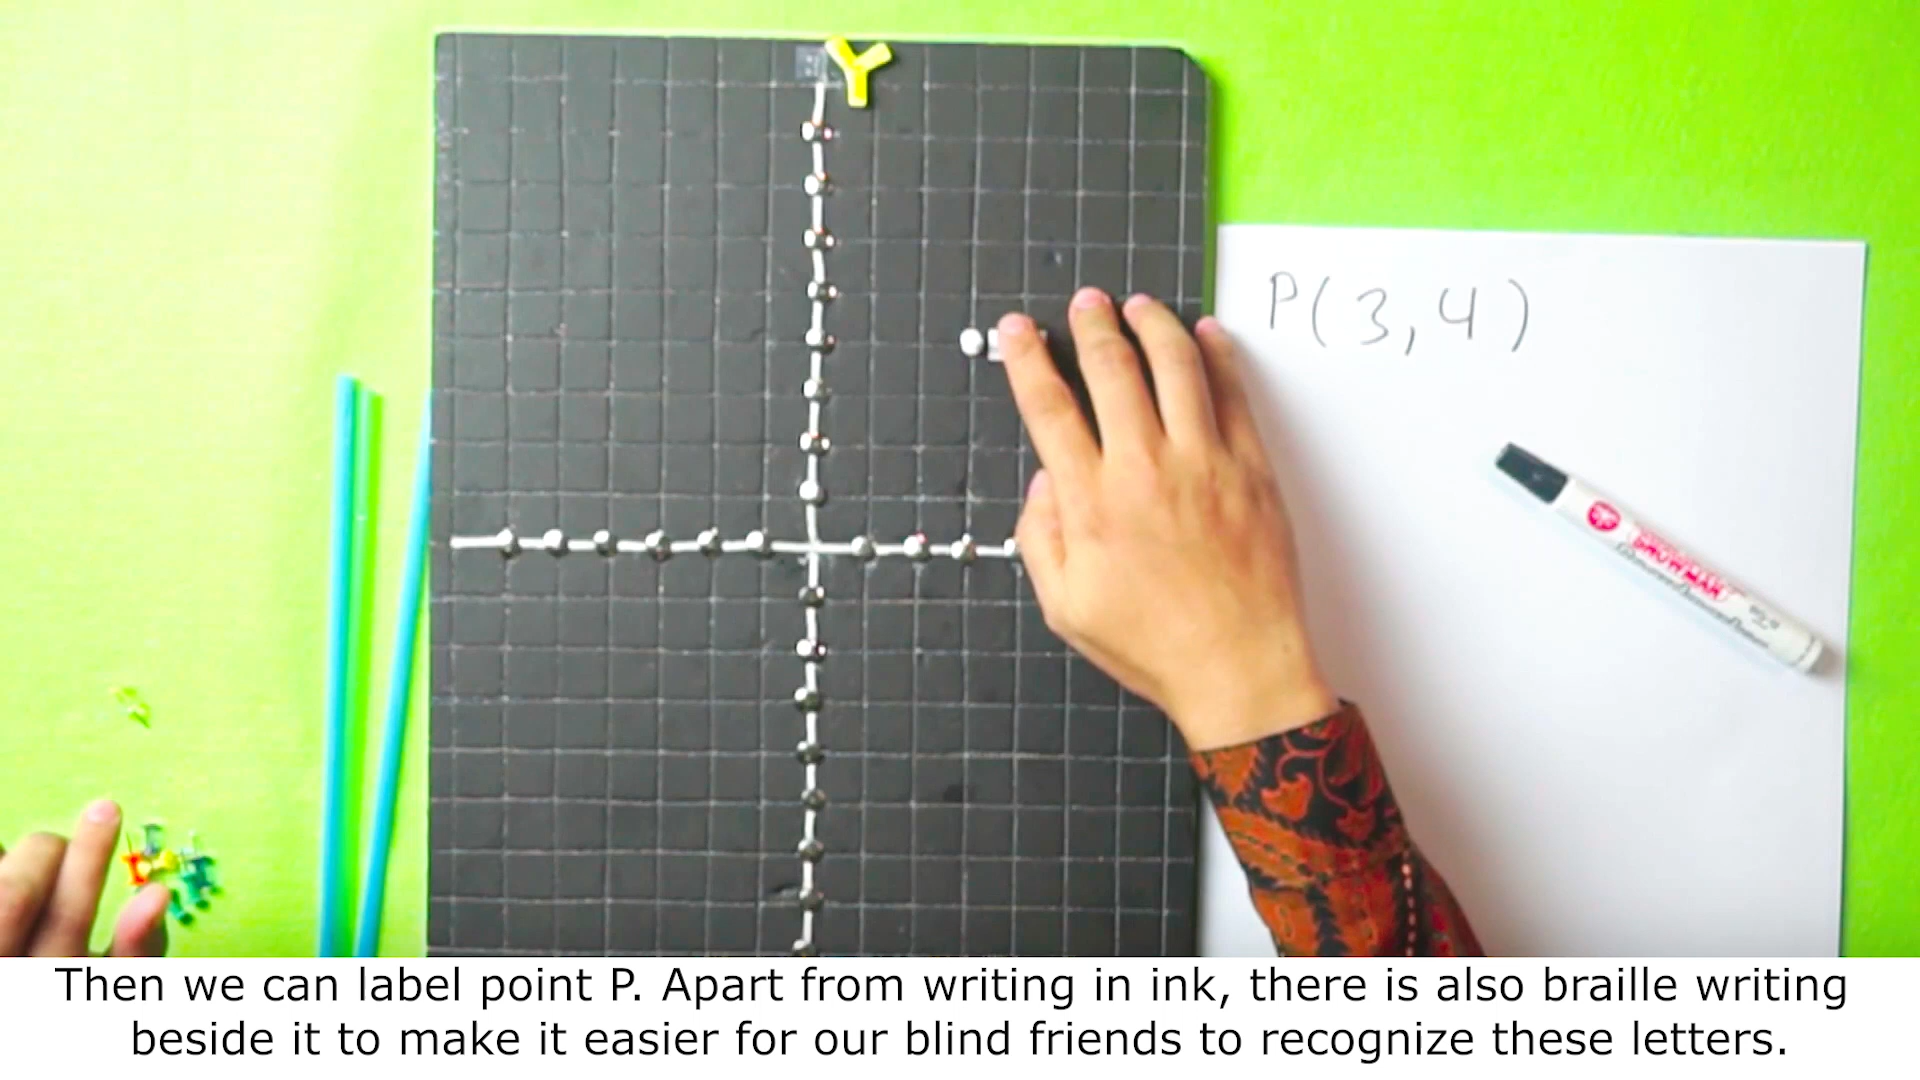 Y
P(3,4)
SNOWMAN
Then we can label point P. Apart from writing in ink, there is also braille writing
beside it to make it easier for our blind friends to recognize these letters.